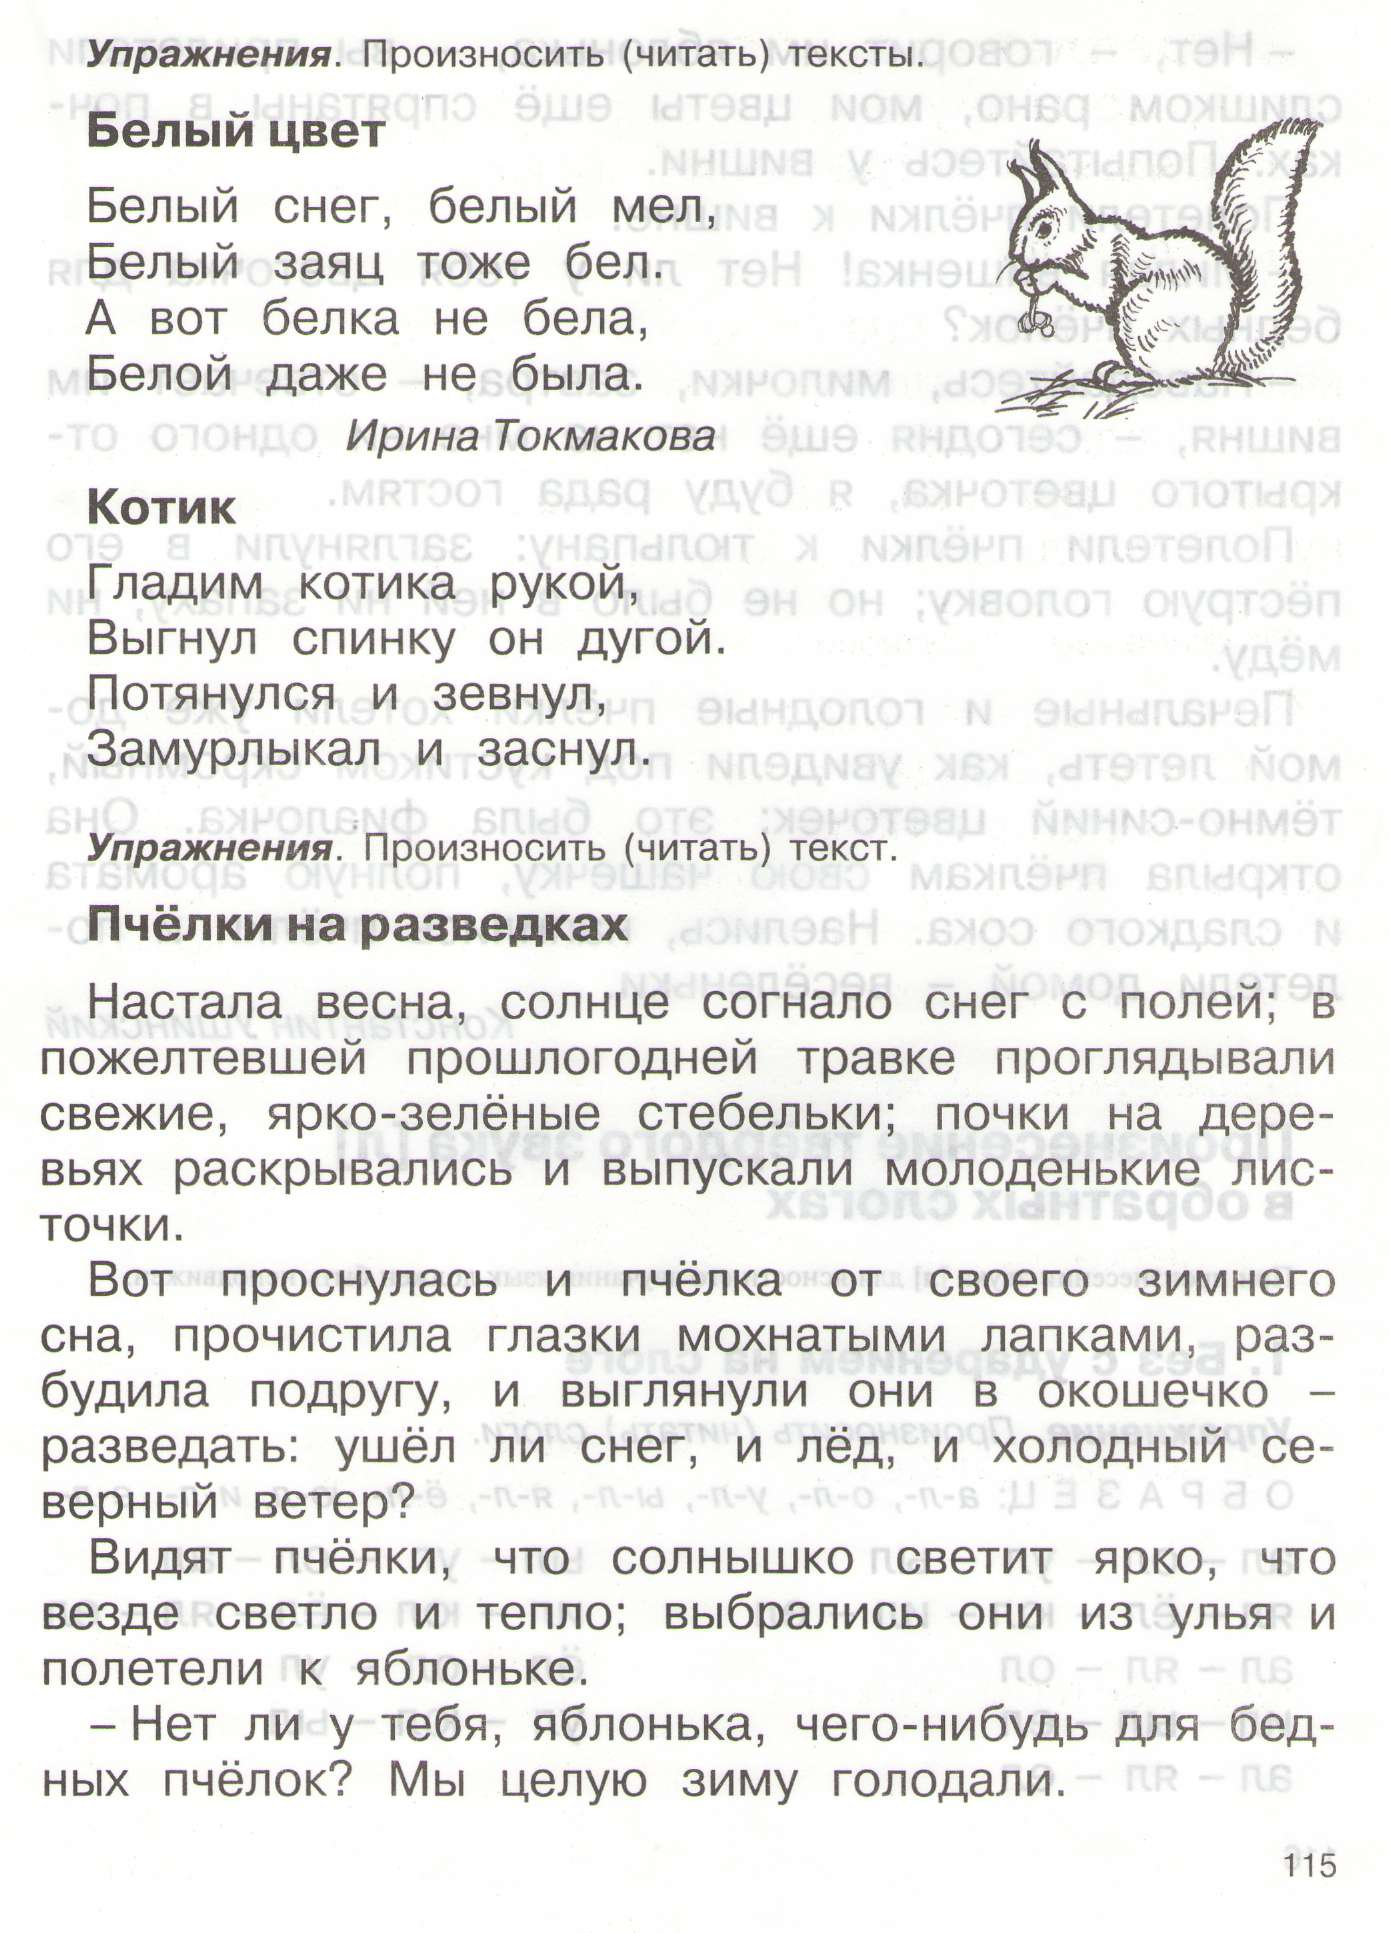 Упражнения. Произносить (читать) тексты.
Белый цвет
Белый снег, белый мел,
Белый заяц тоже бел.
А вот белка не бела,
Белой даже не была.
Ирина Токмакова
Котик
Гладим котика рукой,
Выгнул спинку он дугой.
Потянулся и зевнул,
Замурлыкал и заснул.
Упражнения. Произносить (читать) текст.
Пчёлки на разведках
Настала весна, солнце согнало снег с полей; в
пожелтевшей прошлогодней травке проглядывали
свежие, ярко-зелёные стебельки; почки на дере-
вьях раскрывались и выпускали молоденькие лис-
точки.
Вот проснулась и пчёлка от своего зимнего
сна, прочистила глазки мохнатыми лапками, раз-
будила подругу, и выглянули они в окошечко –
разведать: ушёл ли снег, и лёд, и холодный се-
верный ветер?
Видят пчёлки, что солнышко светит ярко, что
везде светло и тепло; выбрались они из улья и
полетели к яблоньке.
– Нет ли у тебя, яблонька, чего-нибудь для бед-
ных пчёлок? Мы целую зиму голодали.
115